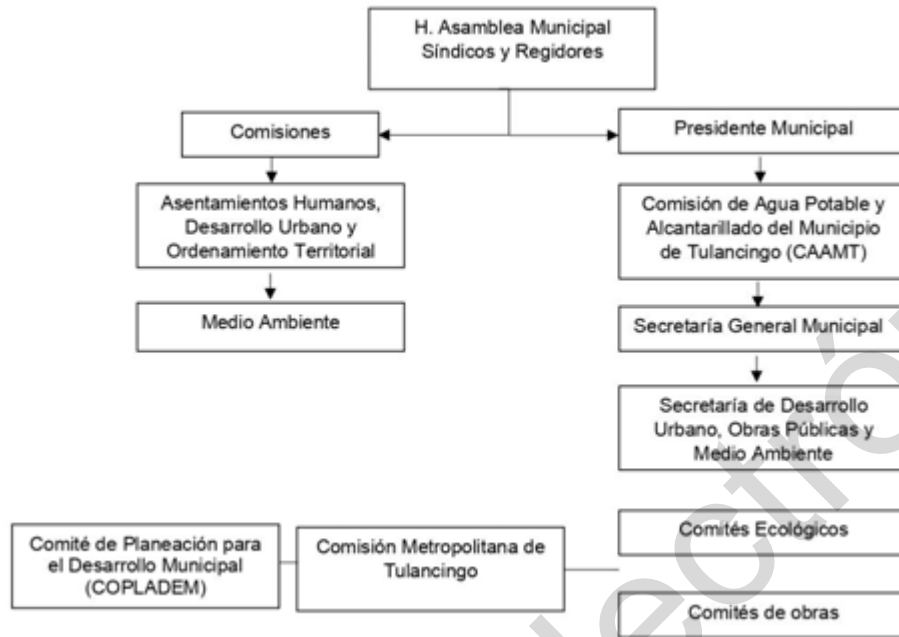 H. Asamblea Municipal
Síndicos y Regidores
Comisiones
Presidente Municipal
Asentamientos Humanos,
Desarrollo Urbano y
Ordenamiento Territorial
Comisión de Agua Potable y
Alcantarillado del Municipio
de Tulancingo (CAAMT)
Medio Ambiente
Secretaría General Municipal
Secretaría de Desarrollo
Urbano, Obras Públicas y
Medio Ambiente
Comité de Planeación para
el Desarrollo Municipal
(COPLADEM)
Comisión Metropolitana de
Tulancingo
Comités Ecológicos
Comités de obras